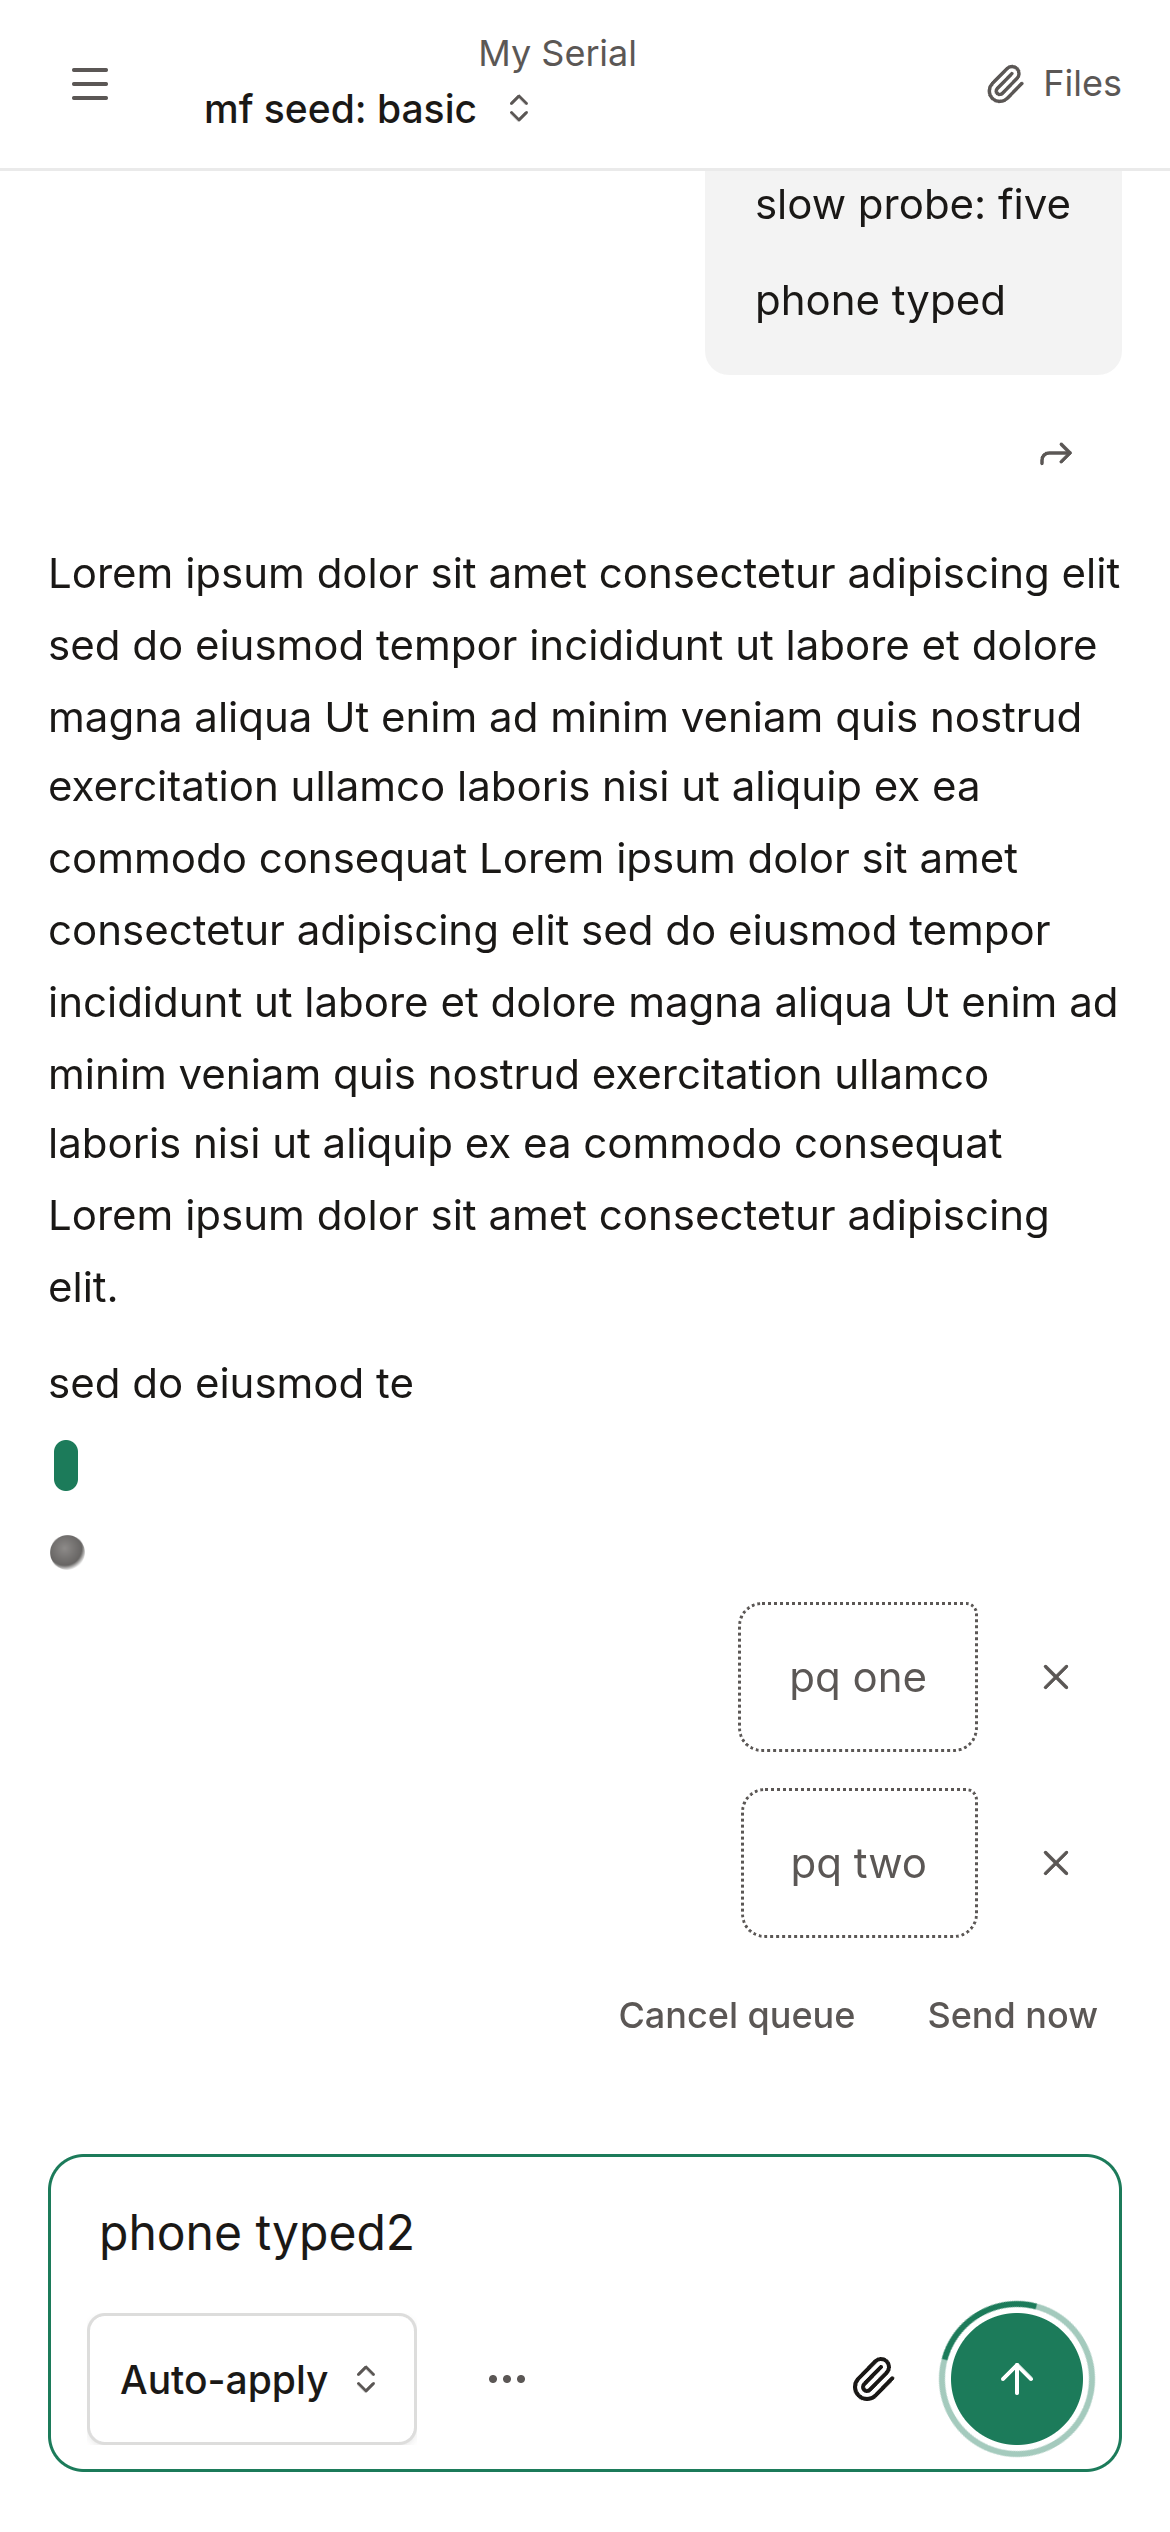 My Serial
mf seed: basic
Files
slow probe: five
phone typed
Lorem ipsum dolor sit amet consectetur adipiscing elit
sed do eiusmod tempor incididunt ut labore et dolore
magna aliqua Ut enim ad minim veniam quis nostrud
exercitation ullamco laboris nisi ut aliquip ex ea
commodo consequat Lorem ipsum dolor sit amet
consectetur adipiscing elit sed do eiusmod tempor
incididunt ut labore et dolore magna aliqua Ut enim ad
minim veniam quis nostrud exercitation ullamco
laboris nisi ut aliquip ex ea commodo consequat
Lorem ipsum dolor sit amet consectetur adipiscing
elit.
sed do eiusmod te
pq one
pq two
Cancel queue Send now
phone typed2
Auto-apply